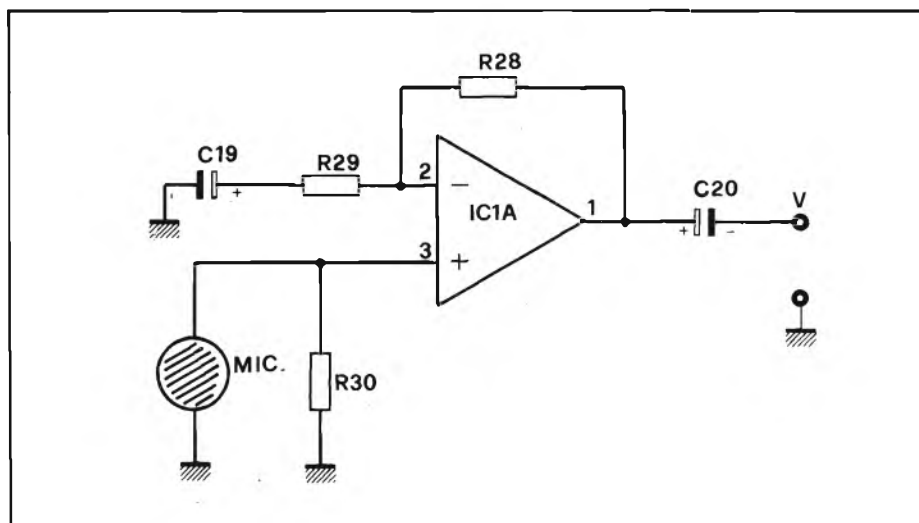 R28
C19
R29
2
−
C20
V
IC1A
1
-
+
+
-
3
+
MIC.
R30